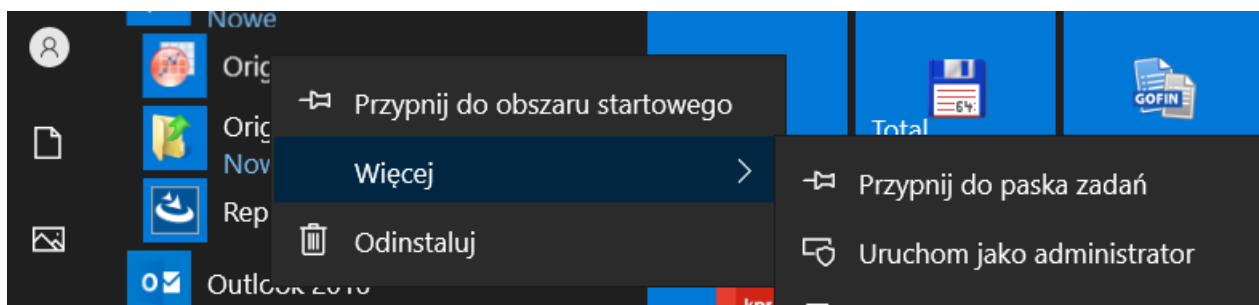 Nowe
Orig
Przypnij do obszaru startowego
Orig
Now
Więcej
Rep
Odinstaluj
Outlook 2016
Total
64
GOFIN
Przypnij do paska zadań
Uruchom jako administrator